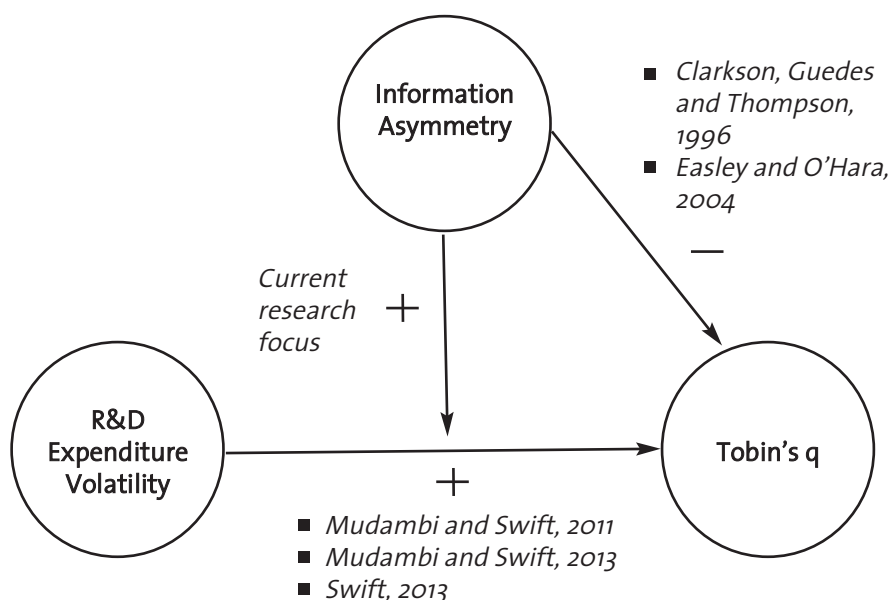 Information
Asymmetry
■ Clarkson, Guedes
and Thompson,
1996
■ Easley and O'Hara,
2004
−
Current
research
focus
+
R&D
Expenditure
Volatility
Tobin's q
+
■ Mudambi and Swift, 2011
■ Mudambi and Swift, 2013
■ Swift, 2013